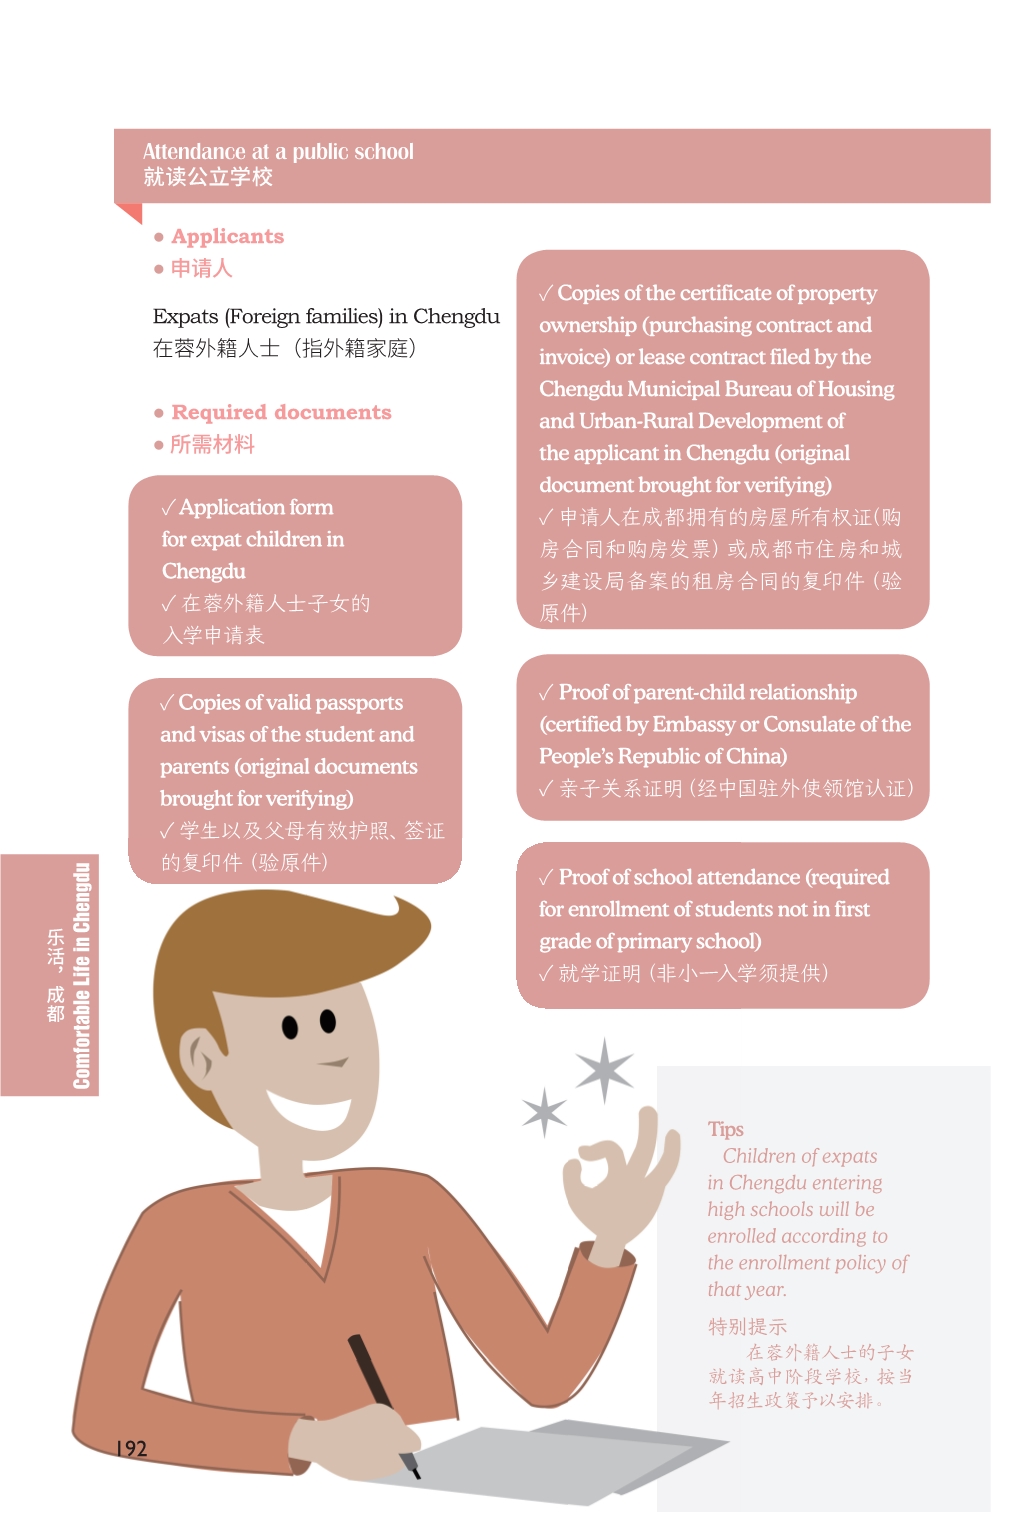 Attendance at a public school
就读公立学校
● Applicants
● 申请人
Expats (Foreign families) in Chengdu
在蓉外籍人士（指外籍家庭）
● Required documents
● 所需材料
✓ Application form
for expat children in
Chengdu
✓ 在蓉外籍人士子女的
入学申请表
✓ Copies of valid passports
and visas of the student and
parents (original documents
brought for verifying)
✓ 学生以及父母有效护照、签证
的复印件（验原件）
✓ Copies of the certificate of property
ownership (purchasing contract and
invoice) or lease contract filed by the
Chengdu Municipal Bureau of Housing
and Urban-Rural Development of
the applicant in Chengdu (original
document brought for verifying)
✓ 申请人在成都拥有的房屋所有权证（购
房合同和购房发票）或成都市住房和城
乡建设局备案的租房合同的复印件（验
原件）
✓ Proof of parent-child relationship
(certified by Embassy or Consulate of the
People’s Republic of China)
✓ 亲子关系证明（经中国驻外使领馆认证）
✓ Proof of school attendance (required
for enrollment of students not in first
grade of primary school)
✓ 就学证明（非小一入学须提供）
Tips
Children of expats
in Chengdu entering
high schools will be
enrolled according to
the enrollment policy of
that year.
特别提示
在蓉外籍人士的子女
就读高中阶段学校，按当
年招生政策予以安排。
乐活，成都
Comfortable Life in Chengdu
192